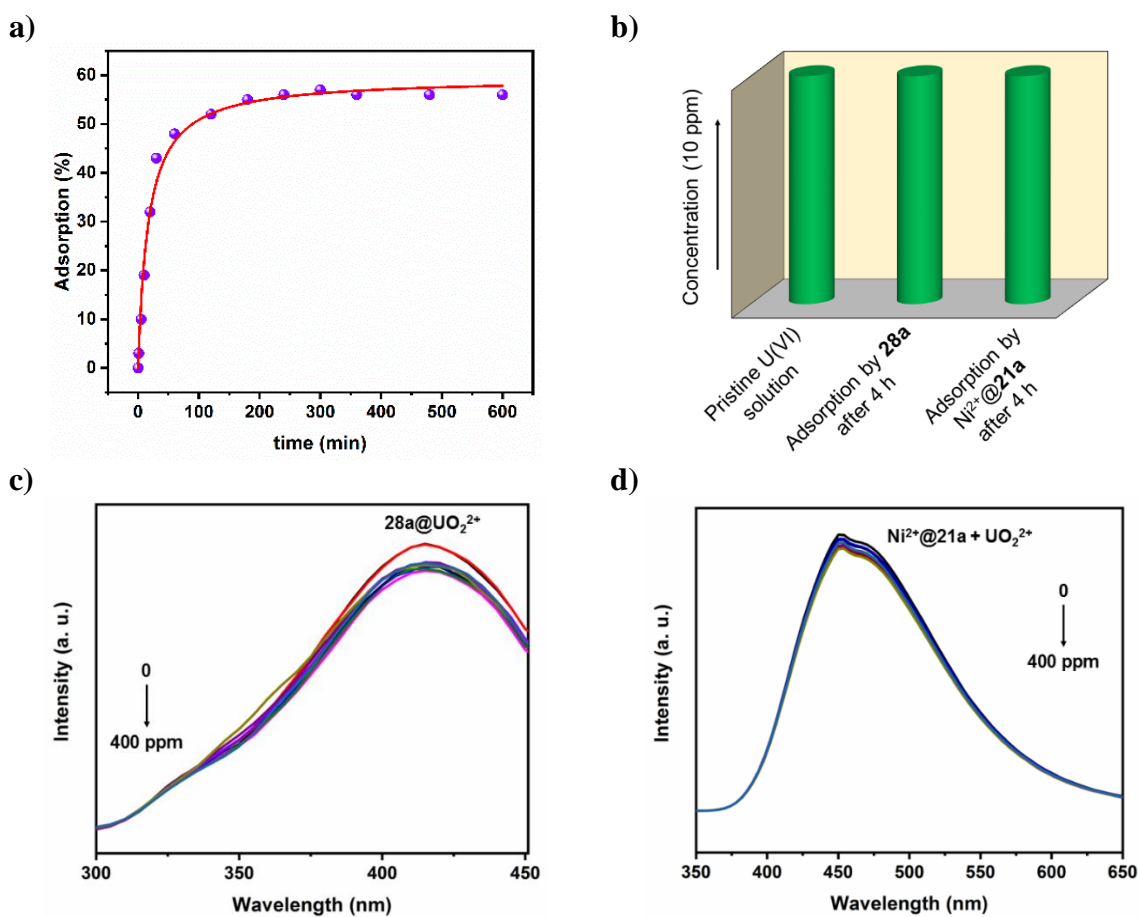 a)
60
50
40
30
20
10
0
Adsorption (%)
0 100 200 300 400 500 600
time (min)
b)
Concentration (10 ppm)
Pristine U(VI)
solution
Adsorption by 28a
after 4 h
Adsorption by
Ni²⁺@21a
after 4 h
c)
28a@UO₂²⁺
0
400 ppm
Intensity (a. u.)
300 350 400 450
Wavelength (nm)
d)
Ni²⁺@21a + UO₂²⁺
0
400 ppm
Intensity (a. u.)
350 400 450 500 550 600 650
Wavelength (nm)